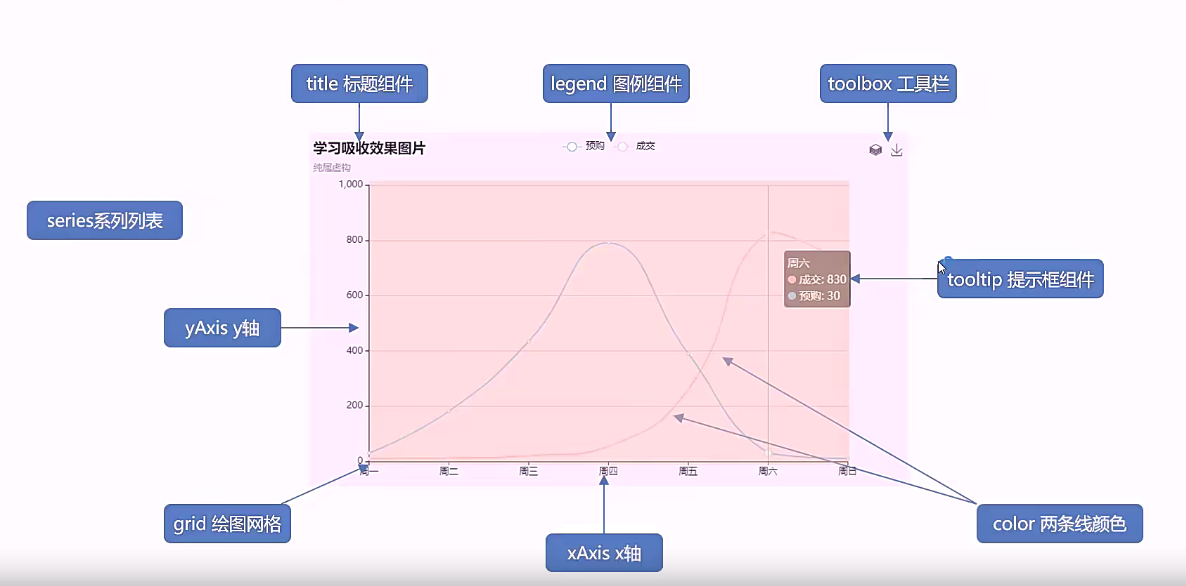 title 标题组件
legend 图例组件
toolbox 工具栏
学习吸收效果图片
预购
成交
纯属虚构
1,000
series系列列表
800
周六
成交: 830
预购: 30
tooltip 提示框组件
600
yAxis y轴
400
200
0
周一
周二
周三
周四
周五
周六
周日
grid 绘图网格
color 两条线颜色
xAxis x轴